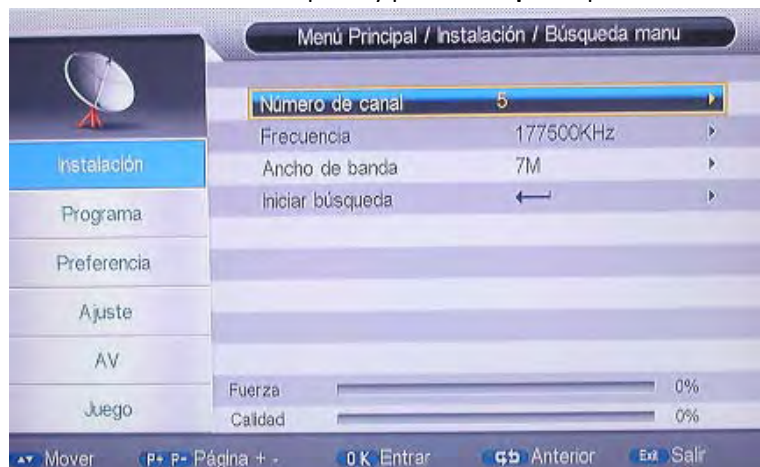 Menú Principal / Instalación / Búsqueda manu
Número de canal 5
Frecuencia 177500KHz
Ancho de banda 7M
Iniciar búsqueda
Instalación
Programa
Preferencia
Ajuste
AV
Juego
Fuerza 0%
Calidad 0%
Mover P+ P- Página + - OK Entrar Anterior Exit Salir